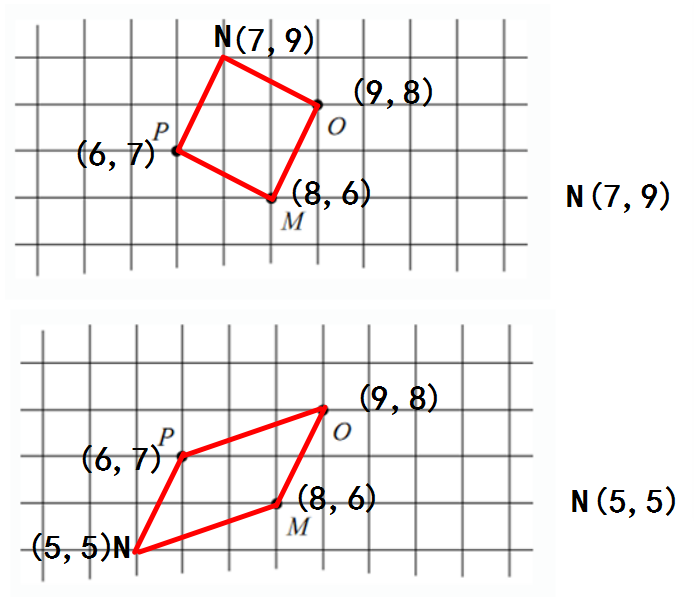 N(7,9)
(9,8)
P
O
(6,7)
(8,6)
N(7,9)
M
(9,8)
P
O
(6,7)
(8,6)
N(5,5)
M
(5,5)N